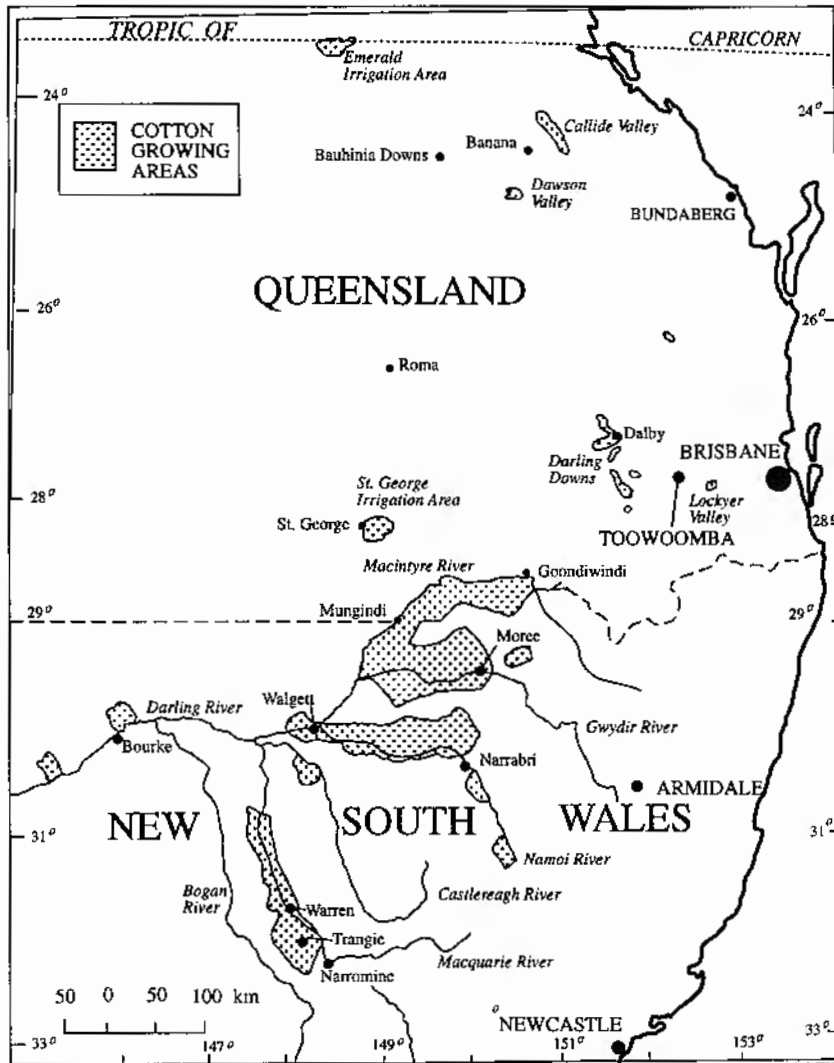 TROPIC OF CAPRICORN
Emerald
Irrigation Area
24°
24°
COTTON
GROWING
AREAS
Callide Valley
Banana
Bauhinia Downs
Dawson
Valley
BUNDABERG
QUEENSLAND
26°
26°
Roma
Dalby
BRISBANE
Darling
Downs
St. George
Irrigation Area
Lockyer
Valley
28°
28°
St. George
TOOWOOMBA
Macintyre River
Goondiwindi
Mungindi
29°
29°
Moree
Walgett
Darling River
Gwydir River
Bourke
Narrabri
ARMIDALE
NEW SOUTH WALES
31°
31°
Namoi River
Bogan
River
Castlereagh River
Warren
Trangie
Macquarie River
Narromine
50 0 50 100 km
NEWCASTLE
33°
147°
149°
151°
153°
33°